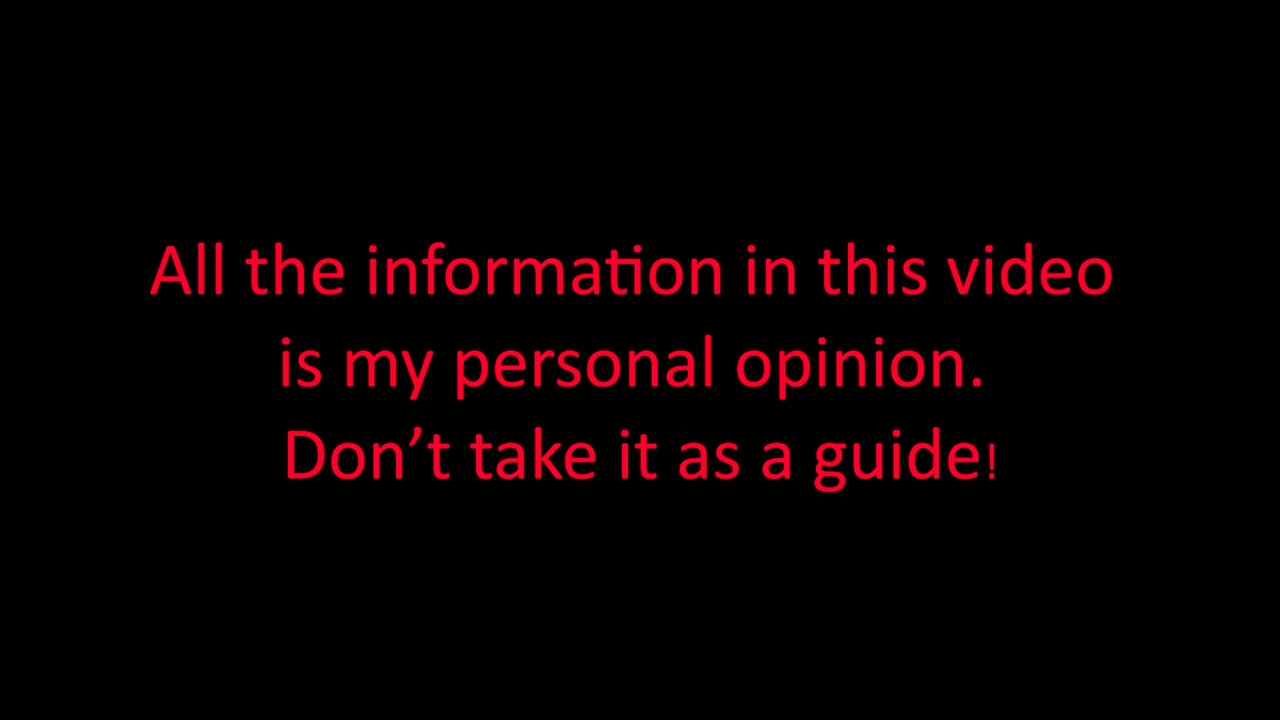 All the information in this video
is my personal opinion.
Don’t take it as a guide!